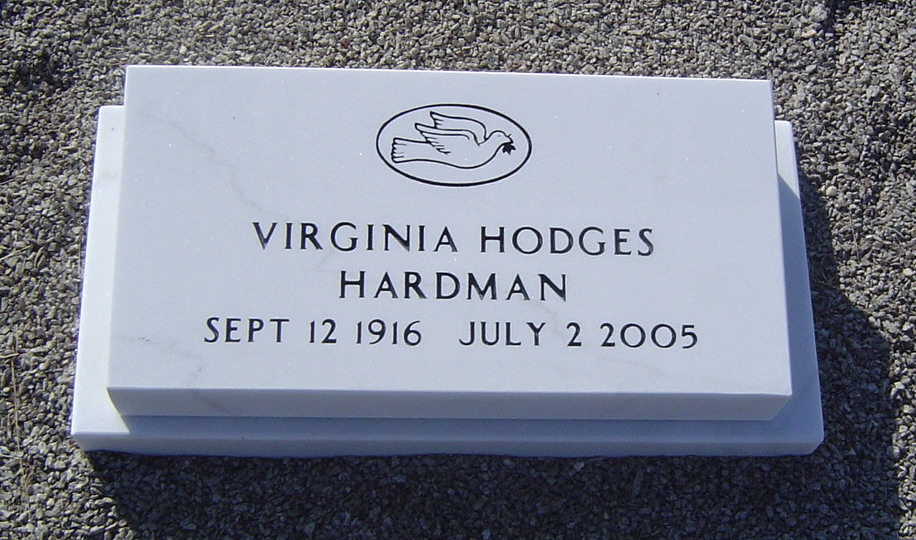 VIRGINIA HODGES
HARDMAN
SEPT 12 1916 JULY 2 2005